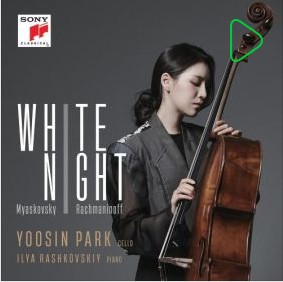 SONY
CLASSICAL
WHITE
NIGHT
Myaskovsky Rachmaninoff
YOOSIN PARK CELLO
ILYA RASHKOVSKIY PIANO